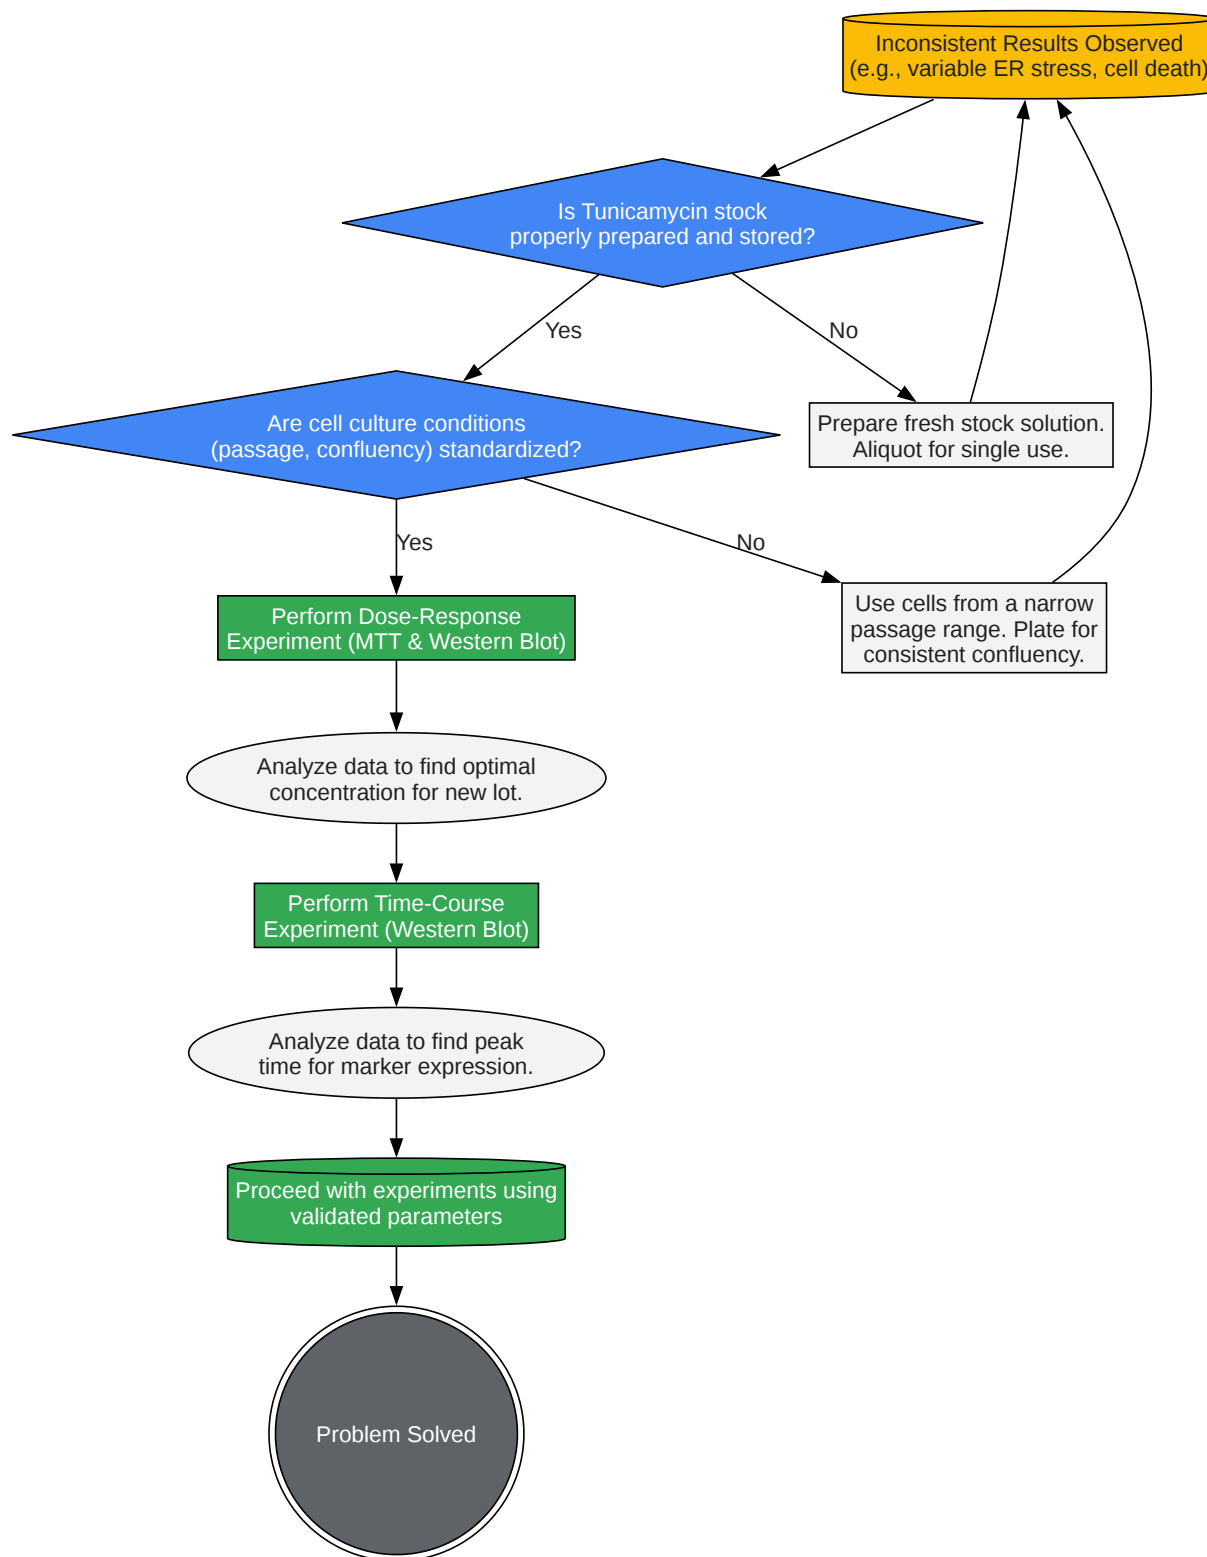 Inconsistent Results Observed
(e.g., variable ER stress, cell death)
Is Tunicamycin stock
properly prepared and stored?
Yes
No
Are cell culture conditions
(passage, confluency) standardized?
Prepare fresh stock solution.
Aliquot for single use.
Yes
No
Perform Dose-Response
Experiment (MTT & Western Blot)
Use cells from a narrow
passage range. Plate for
consistent confluency.
Analyze data to find optimal
concentration for new lot.
Perform Time-Course
Experiment (Western Blot)
Analyze data to find peak
time for marker expression.
Proceed with experiments using
validated parameters
Problem Solved